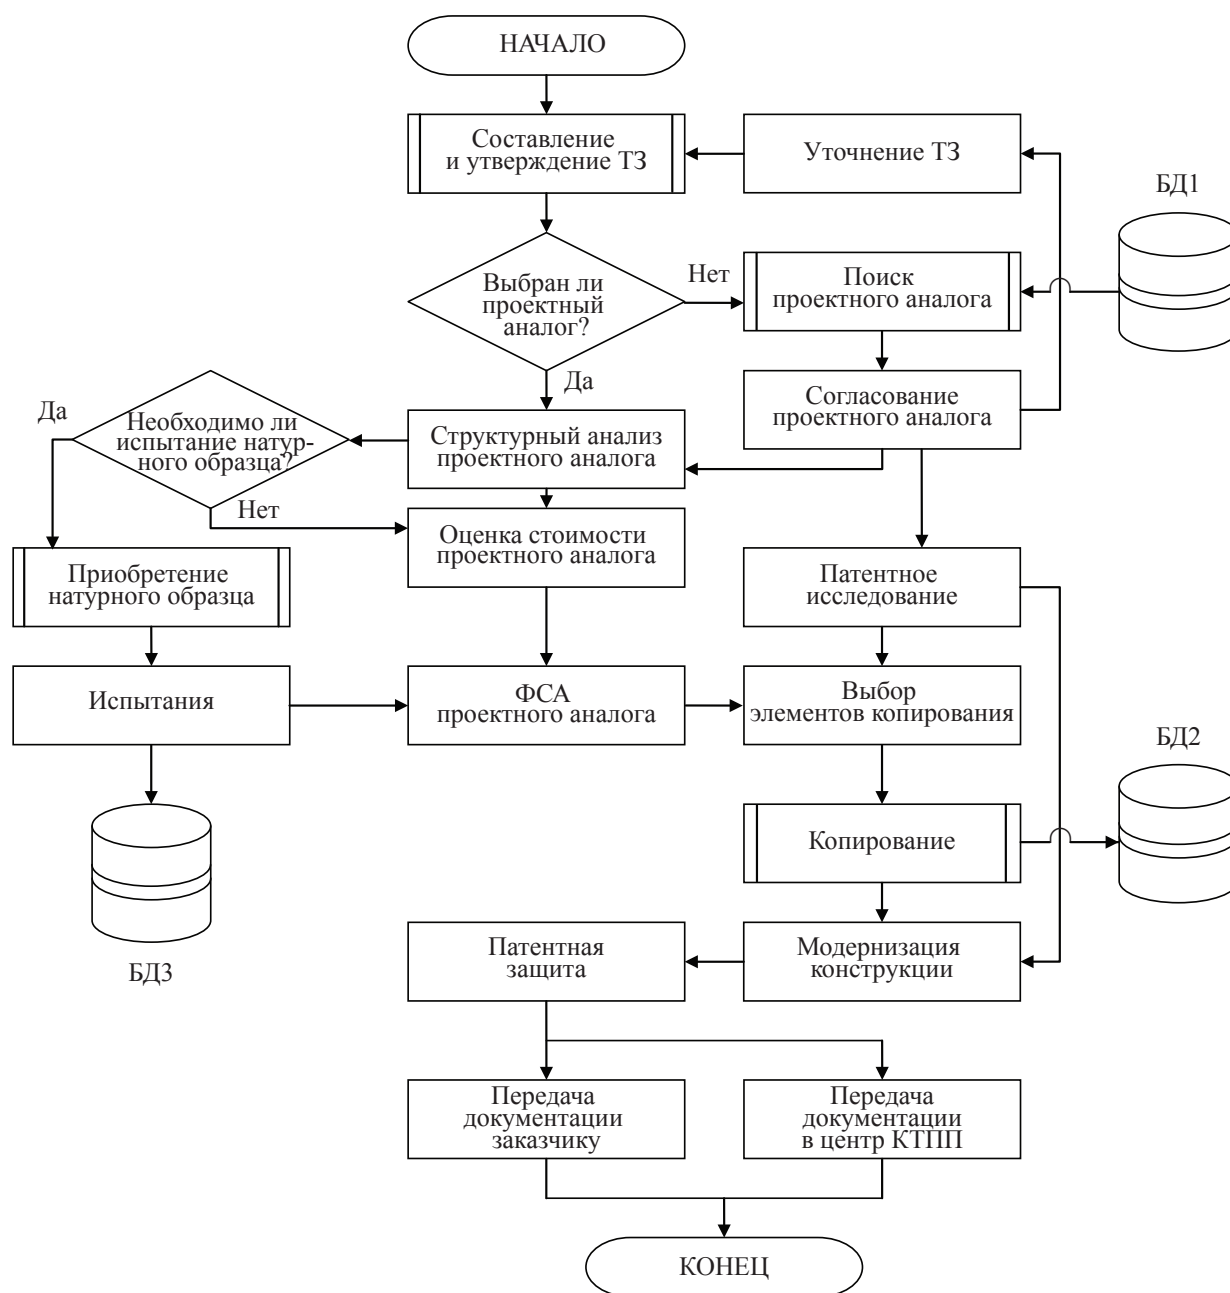 НАЧАЛО
Составление
и утверждение ТЗ
Уточнение ТЗ
БД1
Выбран ли
проектный
аналог?
Нет
Поиск
проектного аналога
Да
Согласование
проектного аналога
Да
Необходимо ли
испытание натур-
ного образца?
Структурный анализ
проектного аналога
Нет
Оценка стоимости
проектного аналога
Приобретение
натурного образца
Патентное
исследование
Испытания
ФСА
проектного аналога
Выбор
элементов копирования
БД2
Копирование
БД3
Патентная
защита
Модернизация
конструкции
Передача
документации
заказчику
Передача
документации
в центр КТПП
КОНЕЦ